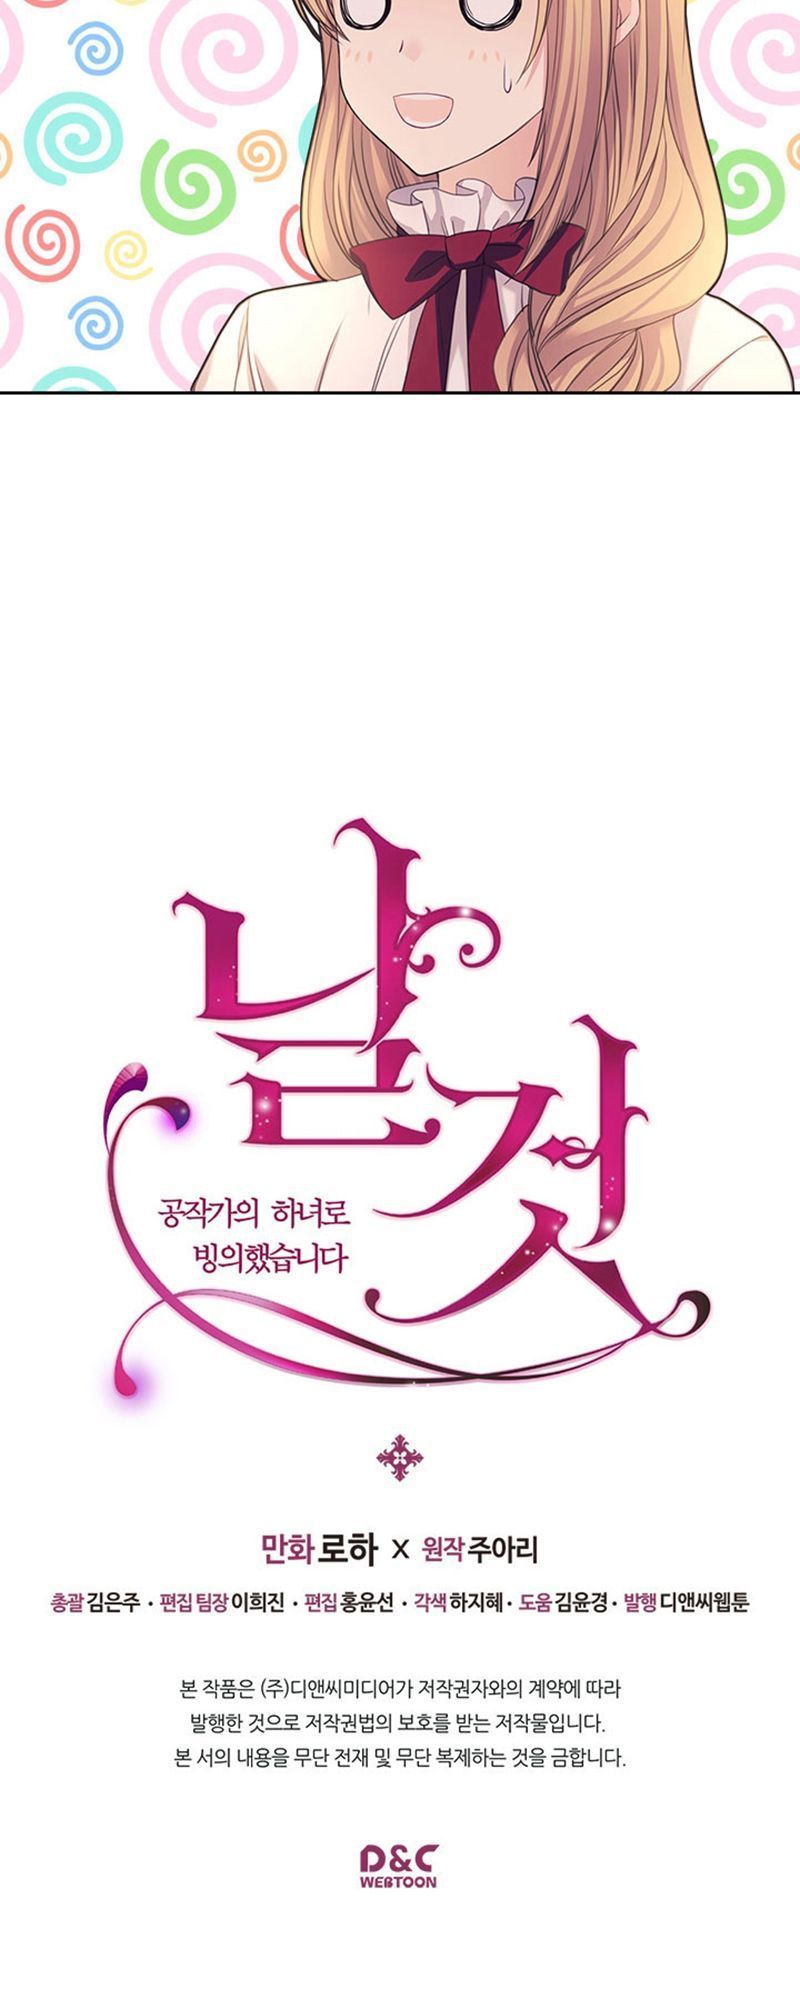 날것
공작가의 하녀로
빙의했습니다
만화 로하 X 원작 주아리
총괄 김은주 · 편집 팀장 이희진 · 편집 홍윤선 · 각색 하지혜 · 도움 김윤경 · 발행 디앤씨웹툰
본 작품은 (주)디앤씨미디어가 저작권자와의 계약에 따라
발행한 것으로 저작권법의 보호를 받는 저작물입니다.
본 서의 내용을 무단 전재 및 무단 복제하는 것을 금합니다.
D&C
WEBTOON